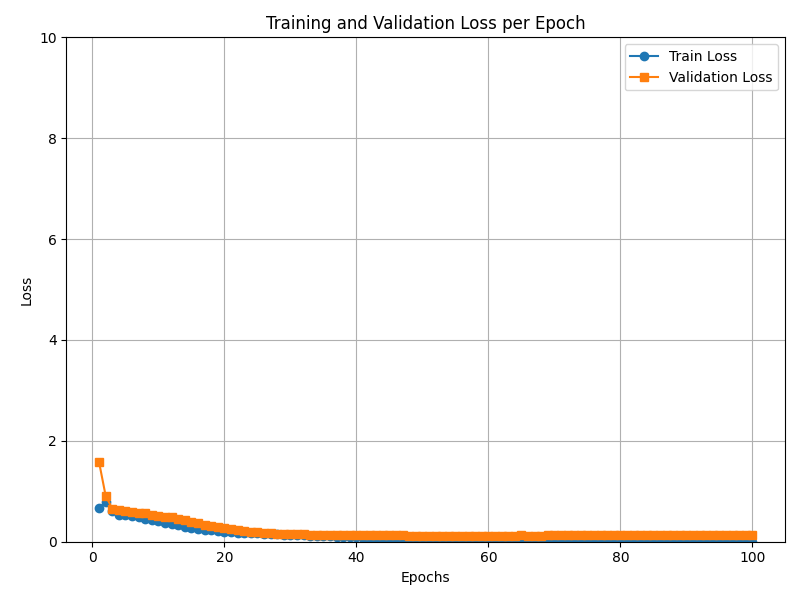 Training and Validation Loss per Epoch
Train Loss
Validation Loss
10
8
6
4
2
0
Loss
0 20 40 60 80 100
Epochs